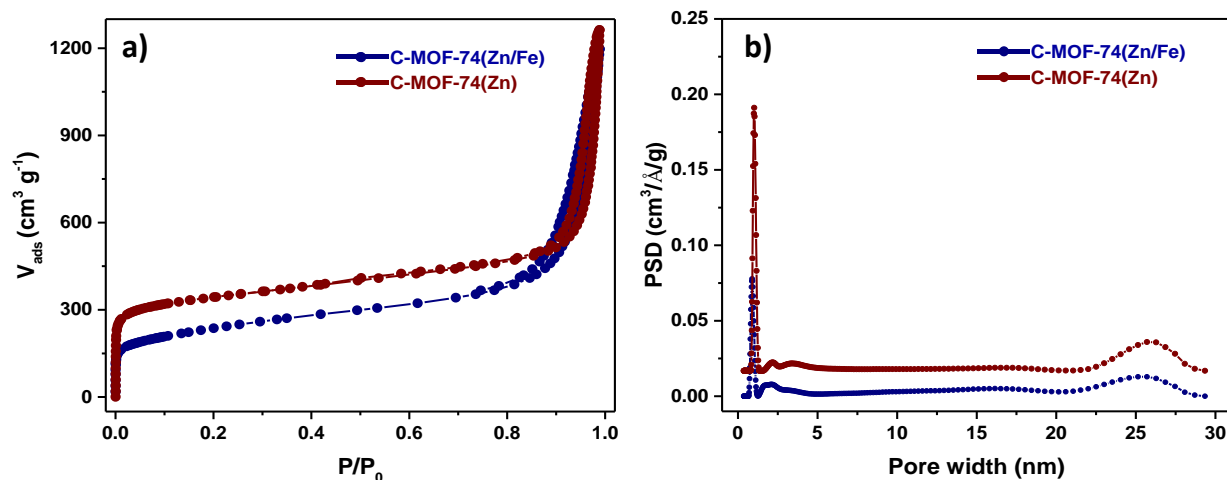 a)
C-MOF-74(Zn/Fe)
C-MOF-74(Zn)
V_ads (cm³ g⁻¹)
1200
900
600
300
0
0.0 0.2 0.4 0.6 0.8 1.0
P/P₀
b)
C-MOF-74(Zn/Fe)
C-MOF-74(Zn)
PSD (cm³/Å/g)
0.25
0.20
0.15
0.10
0.05
0.00
0 5 10 15 20 25 30
Pore width (nm)